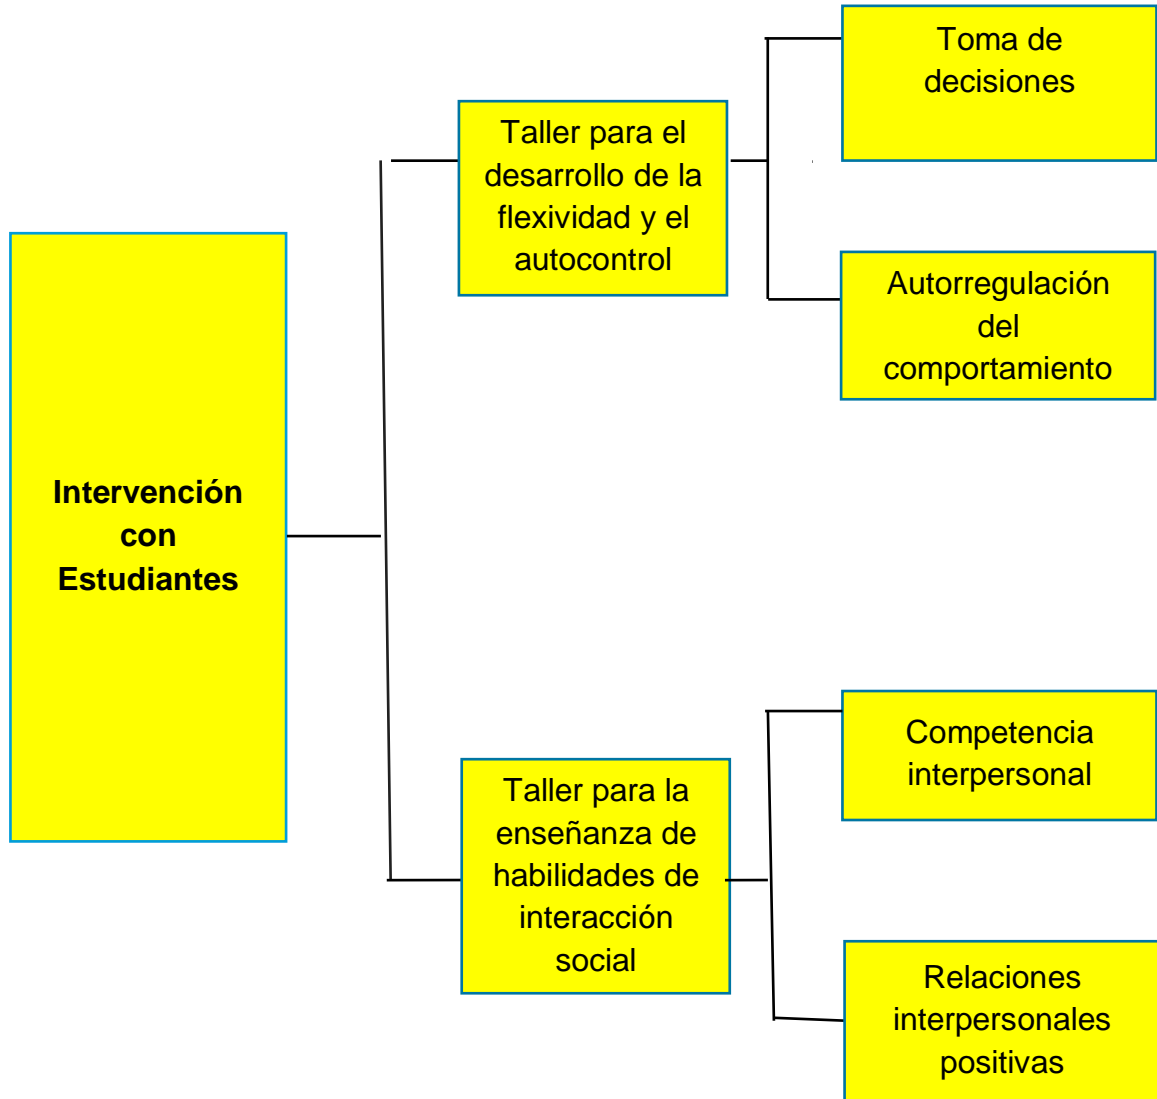 Intervención
con
Estudiantes
Taller para el
desarrollo de la
flexividad y el
autocontrol
Toma de
decisiones
Autorregulación
del
comportamiento
Taller para la
enseñanza de
habilidades de
interacción
social
Competencia
interpersonal
Relaciones
interpersonales
positivas